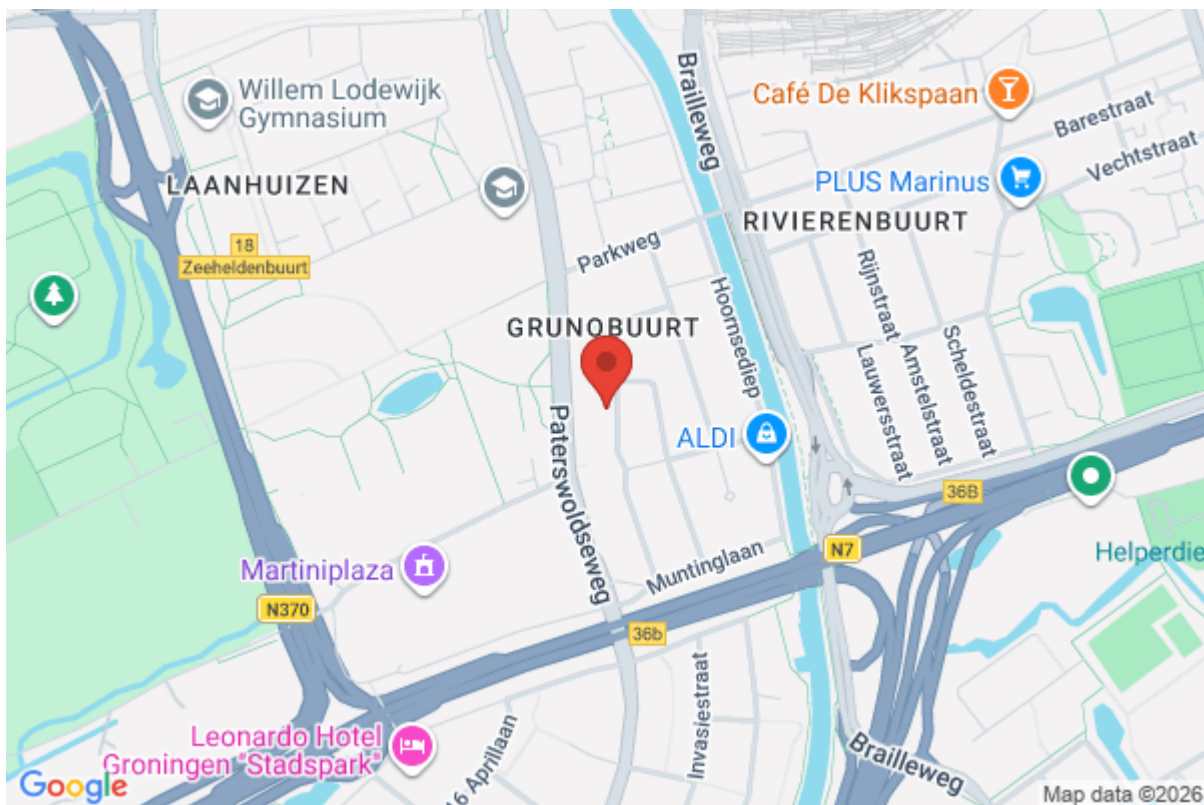 Willem Lodewijk
Gymnasium
Brailleweg
Café De Klikspaan
Barestraat
Vechtstraat
LAANHUIZEN
PLUS Marinus
RIVIERENBUURT
18
Zeeheldenbuurt
Parkweg
Hoornsediep
Rijnstraat
GRUNOBUURT
Scheldestraat
Amstelstraat
Lauwersstraat
Paterswoldseweg
ALDI
36B
N7
Helperdie
Martiniplaza
Muntinglaan
N370
36b
Invasiestraat
Leonardo Hotel
Groningen "Stadspark"
16 Aprillaan
Brailleweg
Google
Map data ©2026